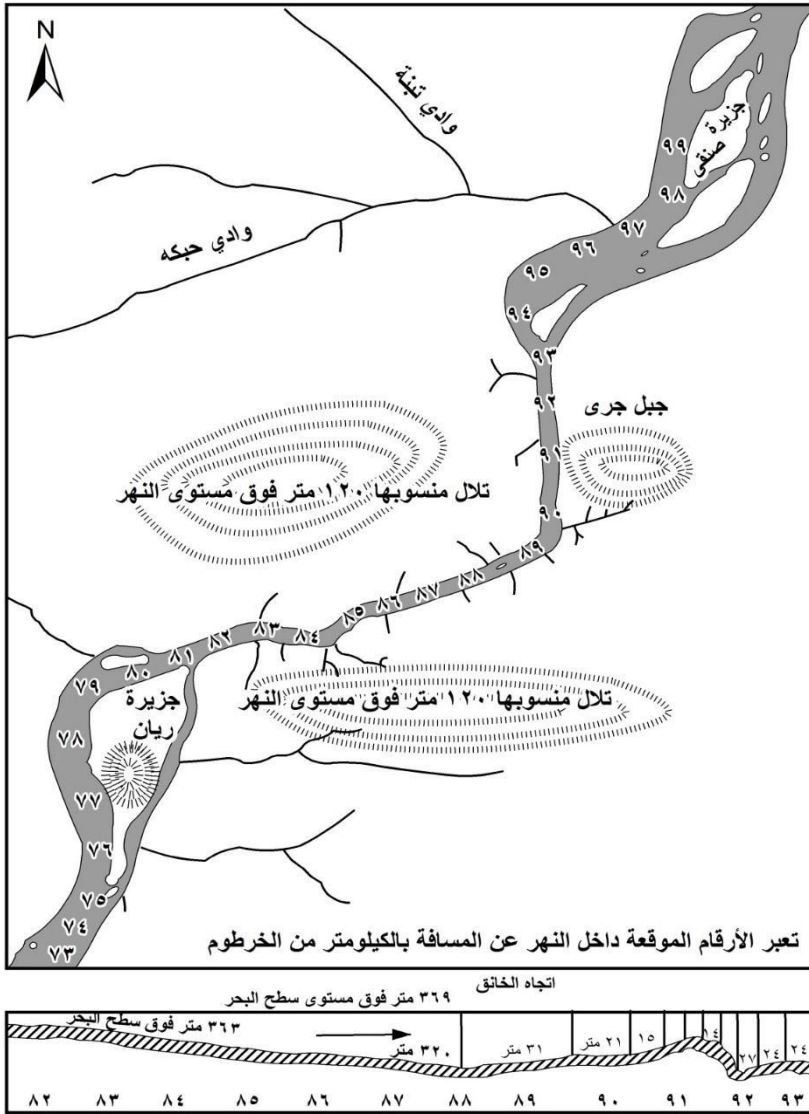 N
وادي تبنة
جزيرة صنقى
وادي حبكه
٩٩
٩٨
٩٧
٩٦
٩٥
٩٤
٩٣
٩٢
جبل جرى
٩١
تلال منسوبها ١٢٠ متر فوق مستوى النهر
٩٠
٨٩
٨٨
٨٧
٨٦
٨٥
٨٤
٨٣
٨٢
٨١
٨٠
٧٩
تلال منسوبها ١٢٠ متر فوق مستوى النهر
جزيرة
ريان
٧٨
٧٧
٧٦
٧٥
٧٤
٧٣
تعبر الأرقام الموقعة داخل النهر عن المسافة بالكيلومتر من الخرطوم
اتجاه الخانق
٣٦٩ متر فوق مستوى سطح البحر
٣٦٣ متر فوق سطح البحر
٣٢٠ متر
٣١ متر
٢١ متر
١٥
١٤
٢٧
٢٤
٢٤
٨٢ ٨٣ ٨٤ ٨٥ ٨٦ ٨٧ ٨٨ ٨٩ ٩٠ ٩١ ٩٢ ٩٣